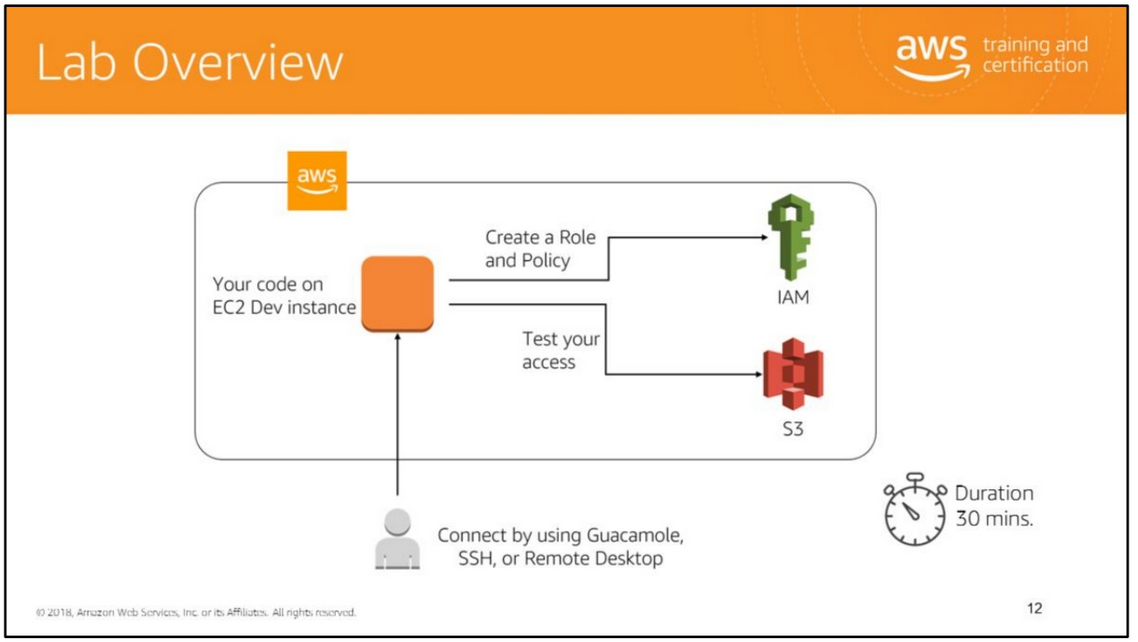 Lab Overview
aws training and
certification
aws
Create a Role
and Policy
Your code on
EC2 Dev instance
IAM
Test your
access
S3
Duration
30 mins.
Connect by using Guacamole,
SSH, or Remote Desktop
© 2018, Amazon Web Services, Inc. or its Affiliates. All rights reserved.
12